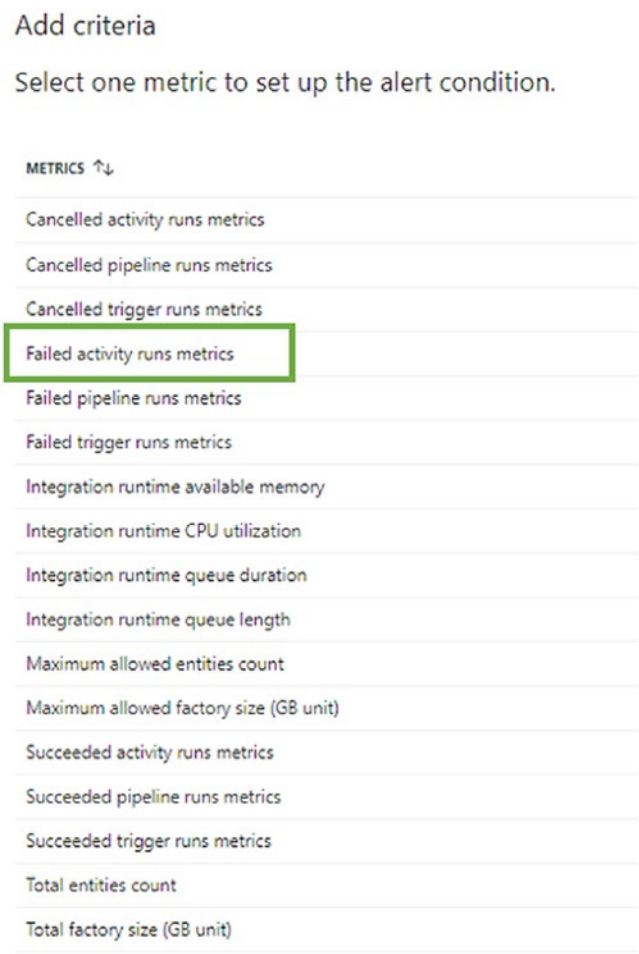 Add criteria
Select one metric to set up the alert condition.
METRICS ↑↓
Cancelled activity runs metrics
Cancelled pipeline runs metrics
Cancelled trigger runs metrics
Failed activity runs metrics
Failed pipeline runs metrics
Failed trigger runs metrics
Integration runtime available memory
Integration runtime CPU utilization
Integration runtime queue duration
Integration runtime queue length
Maximum allowed entities count
Maximum allowed factory size (GB unit)
Succeeded activity runs metrics
Succeeded pipeline runs metrics
Succeeded trigger runs metrics
Total entities count
Total factory size (GB unit)